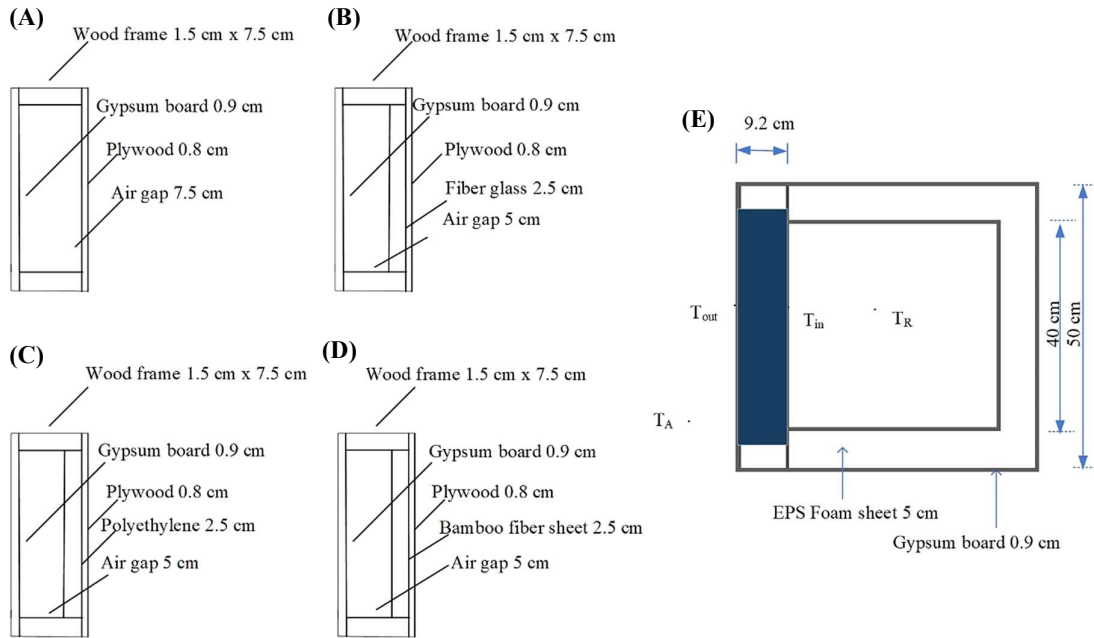 (A)
Wood frame 1.5 cm x 7.5 cm
Gypsum board 0.9 cm
Plywood 0.8 cm
Air gap 7.5 cm
(B)
Wood frame 1.5 cm x 7.5 cm
Gypsum board 0.9 cm
Plywood 0.8 cm
Fiber glass 2.5 cm
Air gap 5 cm
(C)
Wood frame 1.5 cm x 7.5 cm
Gypsum board 0.9 cm
Plywood 0.8 cm
Polyethylene 2.5 cm
Air gap 5 cm
(D)
Wood frame 1.5 cm x 7.5 cm
Gypsum board 0.9 cm
Plywood 0.8 cm
Bamboo fiber sheet 2.5 cm
Air gap 5 cm
(E)
9.2 cm
Tout
Tin
TR
TA
40 cm
50 cm
EPS Foam sheet 5 cm
Gypsum board 0.9 cm